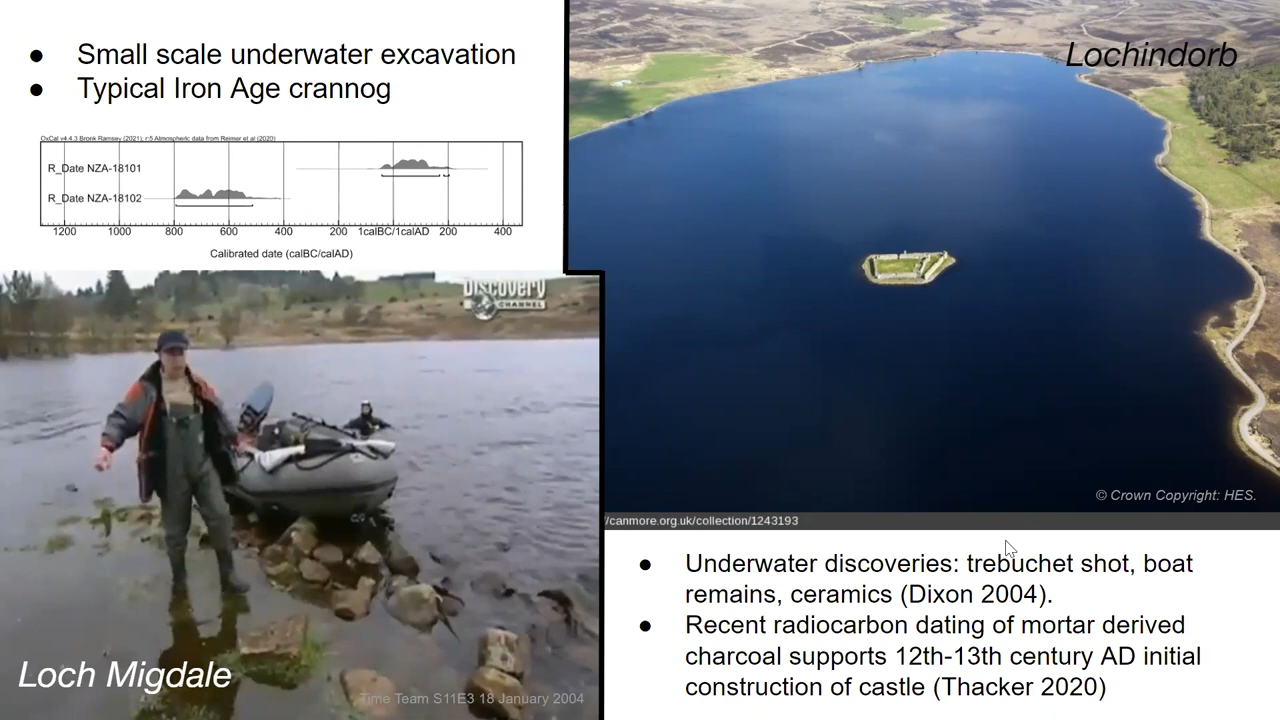 ● Small scale underwater excavation
● Typical Iron Age crannog
OxCal v4.4.3 Bronk Ramsey (2021); r:5 Atmospheric data from Reimer et al (2020)
R_Date NZA-18101
R_Date NZA-18102
1200 1000 800 600 400 200 1calBC/1calAD 200 400
Calibrated date (calBC/calAD)
Discovery
CHANNEL
Loch Migdale
Time Team S11E3 18 January 2004
Lochindorb
© Crown Copyright: HES.
/canmore.org.uk/collection/1243193
● Underwater discoveries: trebuchet shot, boat
remains, ceramics (Dixon 2004).
● Recent radiocarbon dating of mortar derived
charcoal supports 12th-13th century AD initial
construction of castle (Thacker 2020)